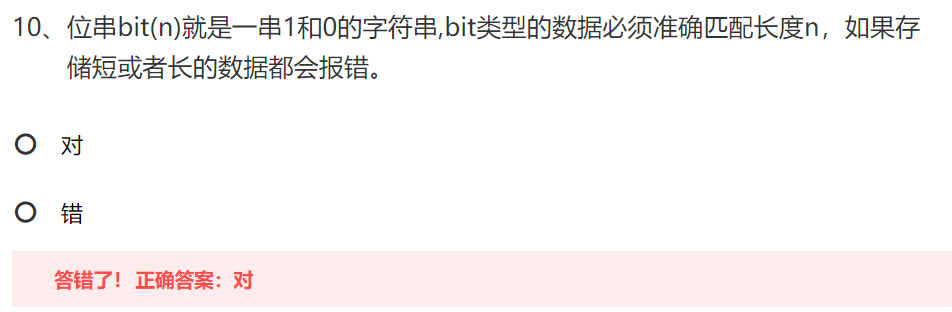 10、位串bit(n)就是一串1和0的字符串,bit类型的数据必须准确匹配长度n，如果存
储短或者长的数据都会报错。
对
错
答错了！ 正确答案：对